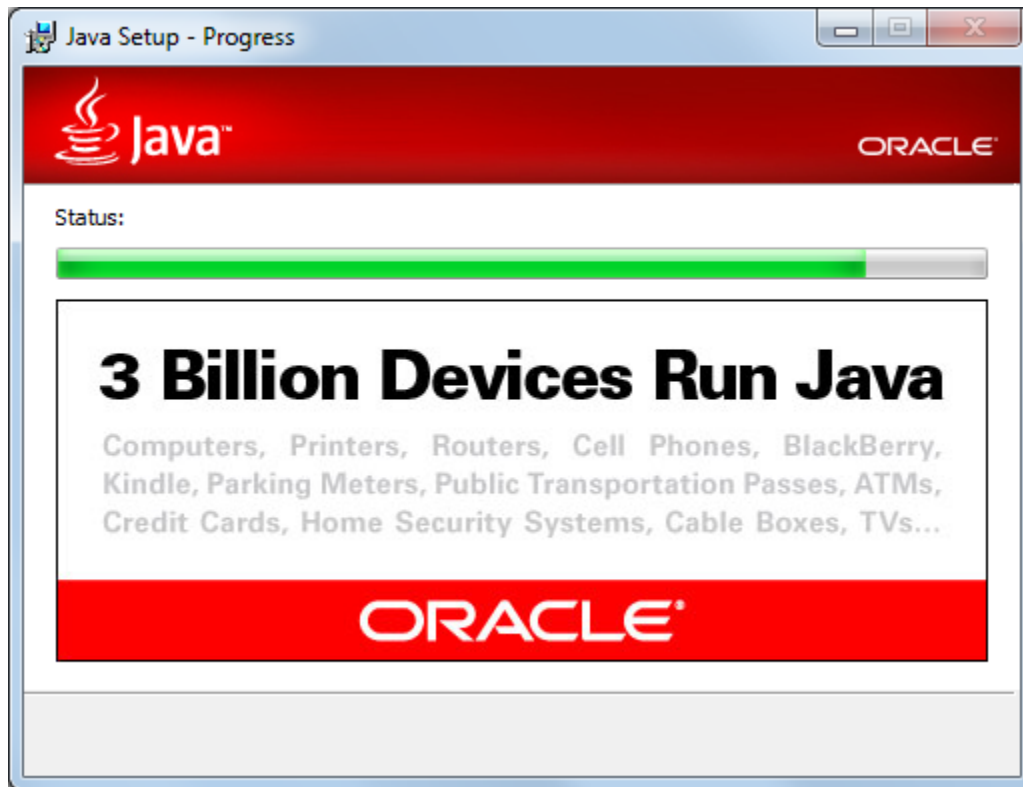 Java Setup - Progress
Java™
ORACLE®
Status:
3 Billion Devices Run Java
Computers, Printers, Routers, Cell Phones, BlackBerry,
Kindle, Parking Meters, Public Transportation Passes, ATMs,
Credit Cards, Home Security Systems, Cable Boxes, TVs...
ORACLE®